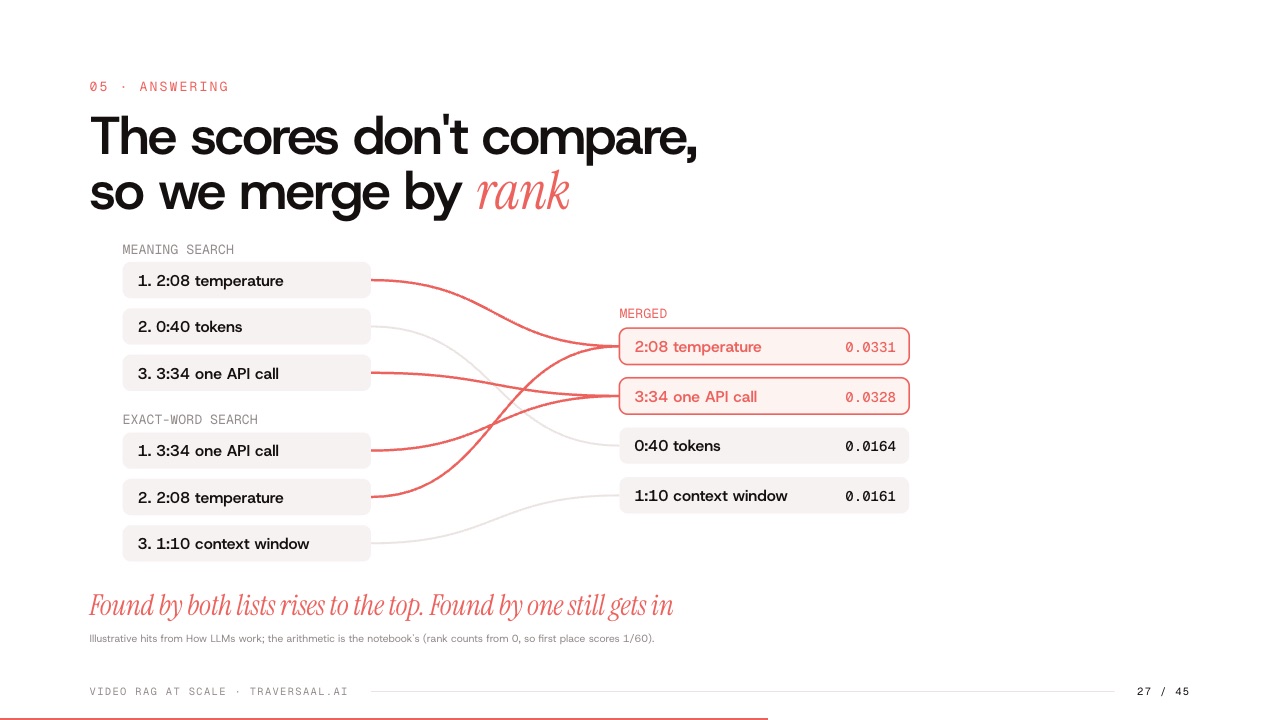 05 · ANSWERING
The scores don't compare,
so we merge by rank
MEANING SEARCH
1. 2:08 temperature
2. 0:40 tokens
3. 3:34 one API call
EXACT-WORD SEARCH
1. 3:34 one API call
2. 2:08 temperature
3. 1:10 context window
MERGED
2:08 temperature 0.0331
3:34 one API call 0.0328
0:40 tokens 0.0164
1:10 context window 0.0161
Found by both lists rises to the top. Found by one still gets in
Illustrative hits from How LLMs work; the arithmetic is the notebook's (rank counts from 0, so first place scores 1/60).
VIDEO RAG AT SCALE · TRAVERSAAL.AI
27 / 45